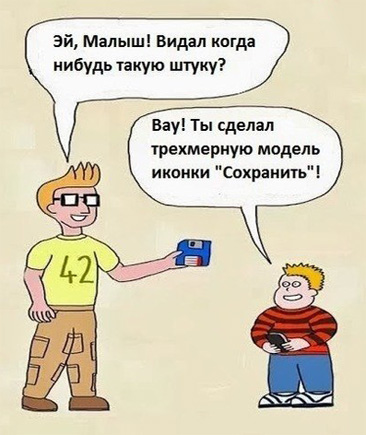 Эй, Малыш! Видал когда
нибудь такую штуку?
Вау! Ты сделал
трехмерную модель
иконки "Сохранить"!
42